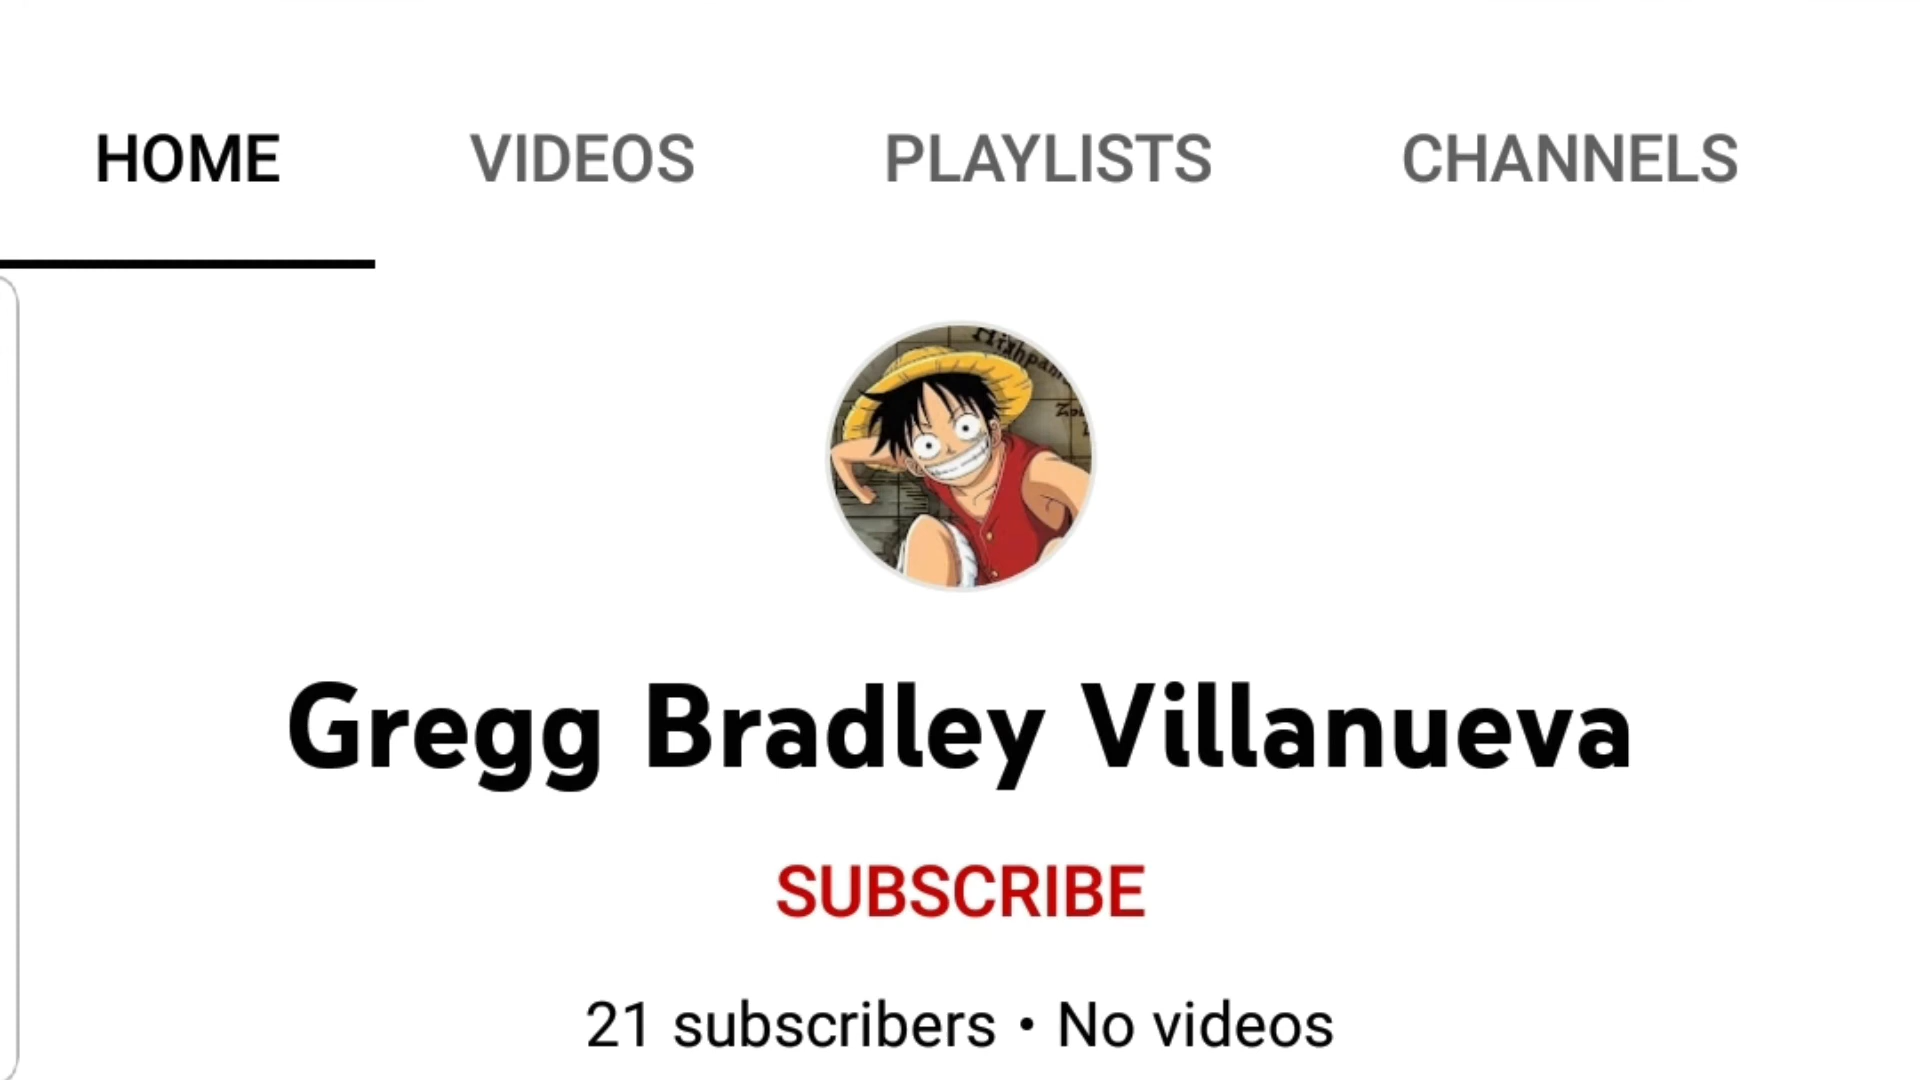 HOME VIDEOS PLAYLISTS CHANNELS
Gregg Bradley Villanueva
SUBSCRIBE
21 subscribers • No videos